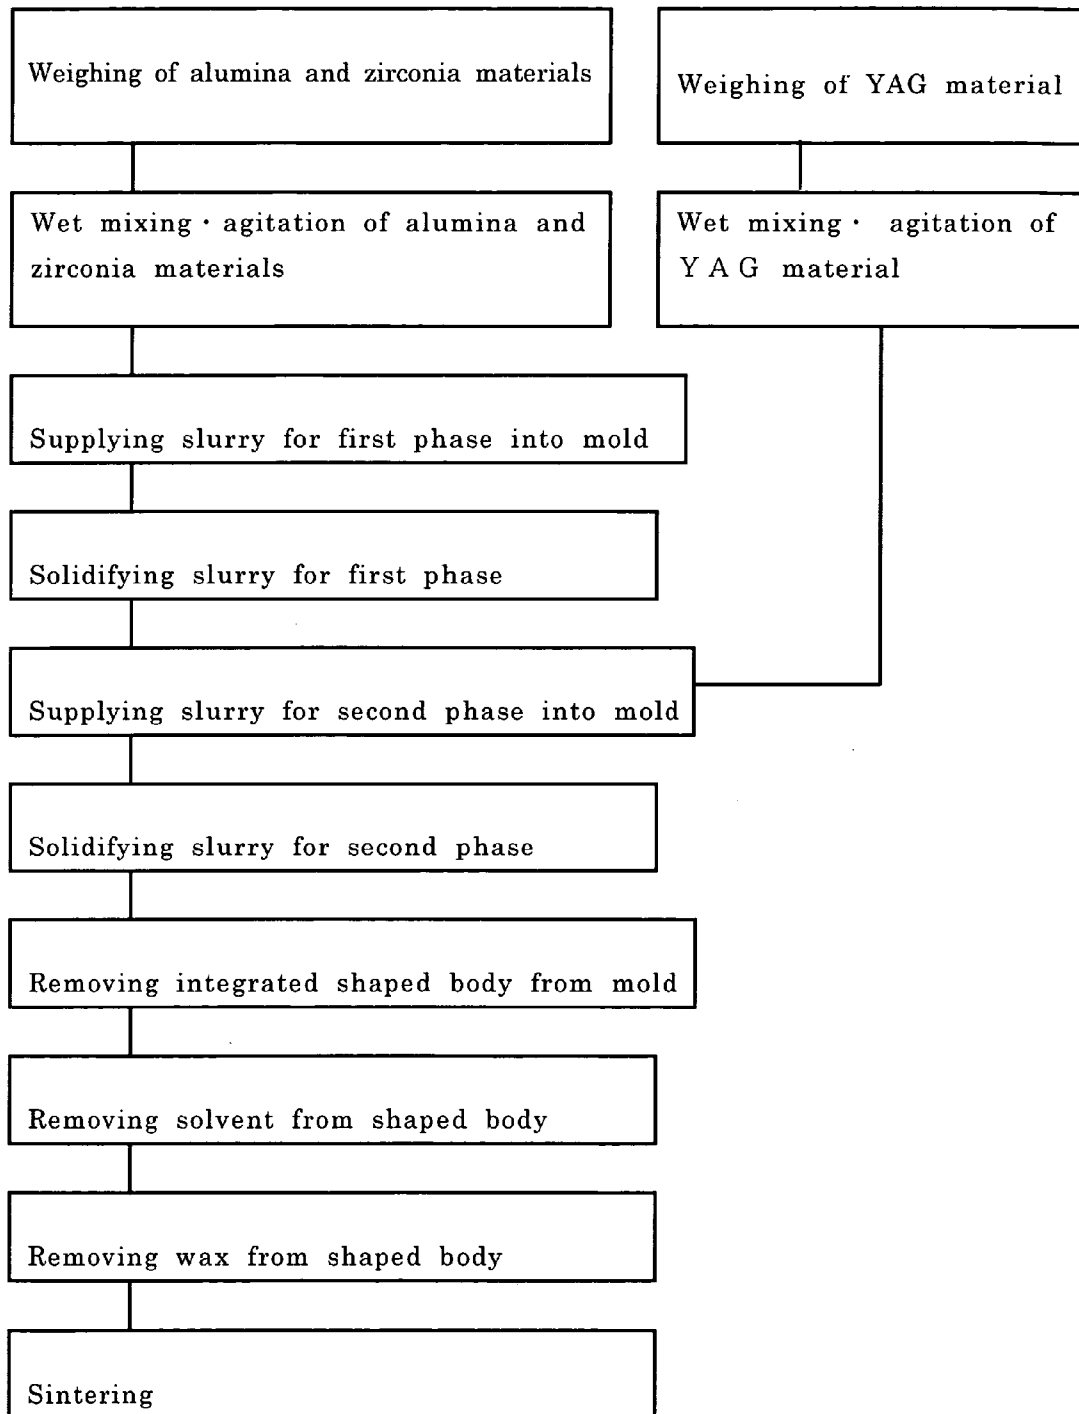 Weighing of alumina and zirconia materials
Weighing of YAG material
Wet mixing・agitation of alumina and
zirconia materials
Wet mixing・ agitation of
ＹＡＧ material
Supplying slurry for first phase into mold
Solidifying slurry for first phase
Supplying slurry for second phase into mold
Solidifying slurry for second phase
Removing integrated shaped body from mold
Removing solvent from shaped body
Removing wax from shaped body
Sintering